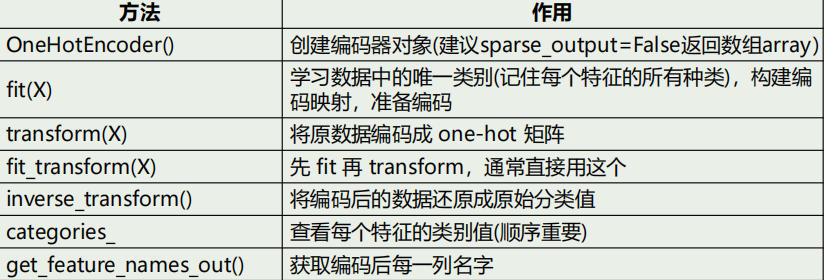 方法 作用
OneHotEncoder() 创建编码器对象(建议sparse_output=False返回数组array)
fit(X) 学习数据中的唯一类别(记住每个特征的所有种类)，构建编
码映射，准备编码
transform(X) 将原数据编码成 one-hot 矩阵
fit_transform(X) 先 fit 再 transform，通常直接用这个
inverse_transform() 将编码后的数据还原成原始分类值
categories_ 查看每个特征的类别值(顺序重要)
get_feature_names_out() 获取编码后每一列名字